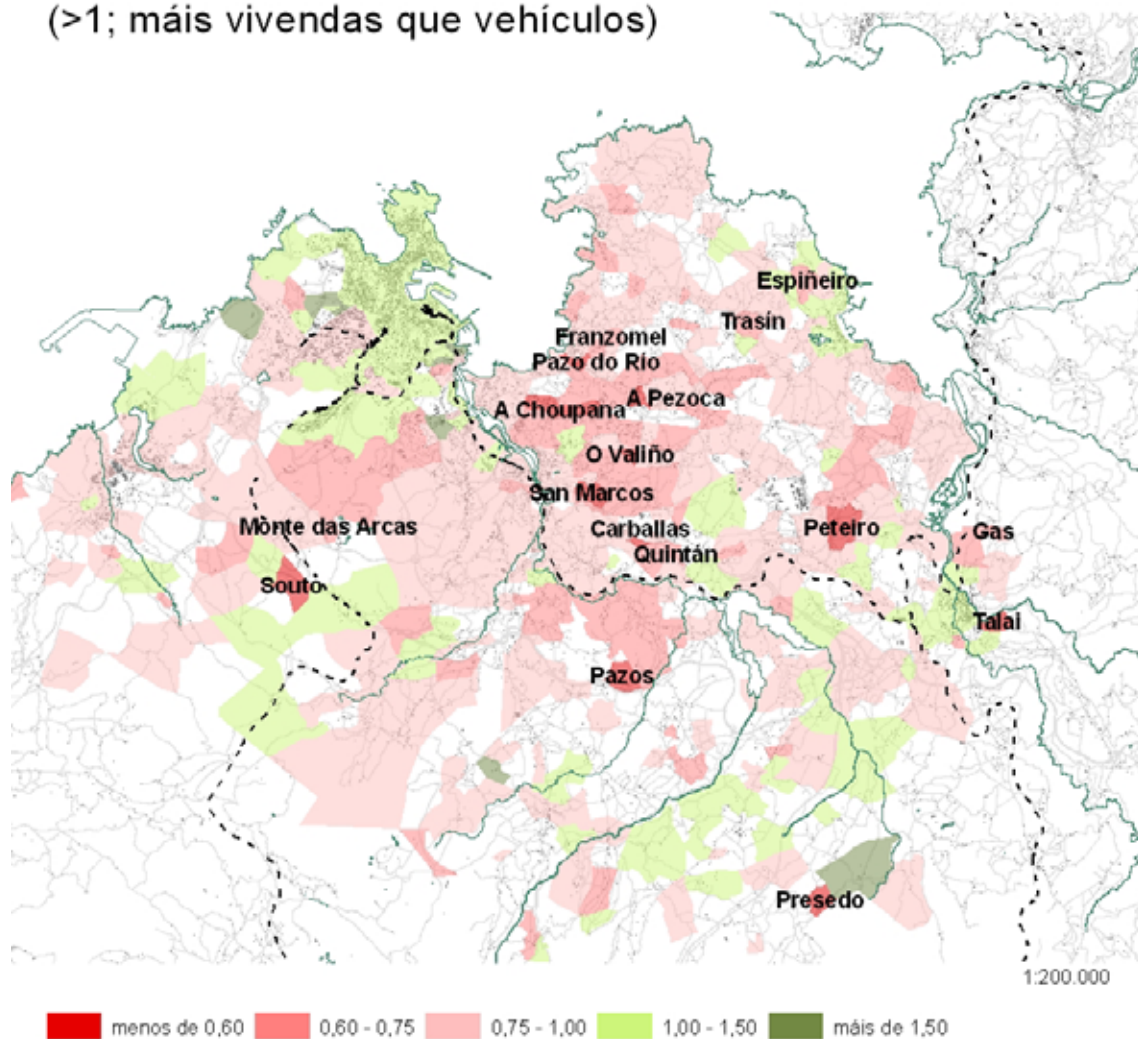 (>1; máis vivendas que vehículos)
Espiñeiro
Trasín
Franzomel
Pazo do Río
A Pezoca
A Choupana
O Valiño
San Marcos
Monte das Arcas
Carballas
Peteiro
Gas
Quintán
Souto
Talai
Pazos
Presedo
1:200.000
menos de 0,60
0,60 - 0,75
0,75 - 1,00
1,00 - 1,50
máis de 1,50